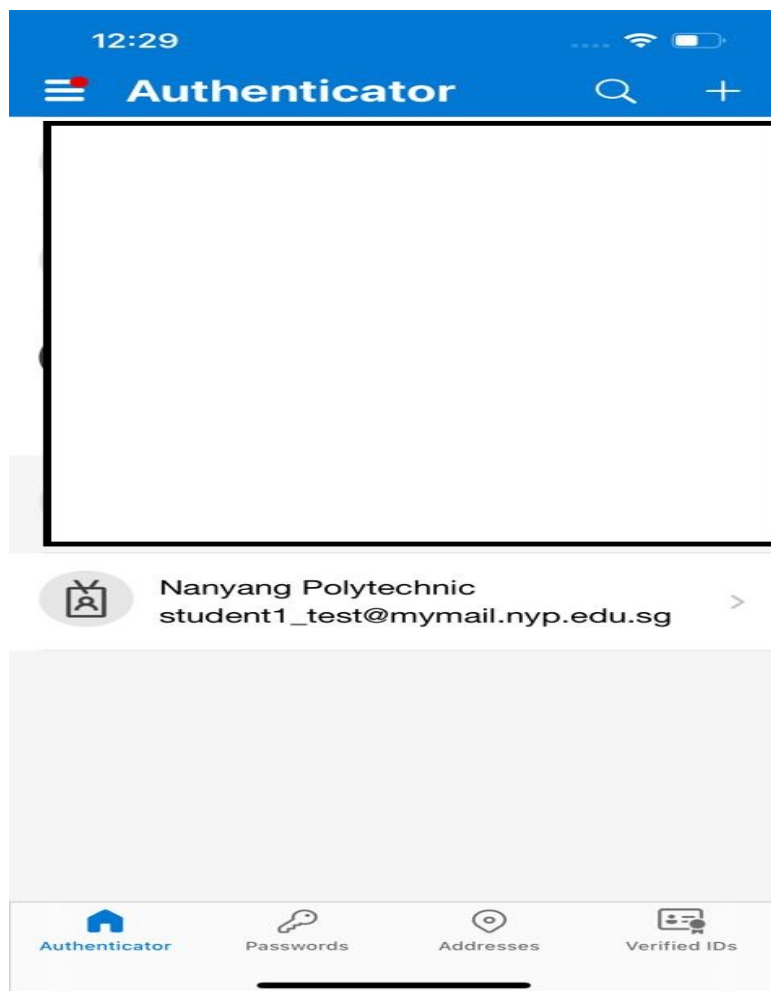 12:29
Authenticator
Nanyang Polytechnic
student1_test@mymail.nyp.edu.sg
Authenticator
Passwords
Addresses
Verified IDs